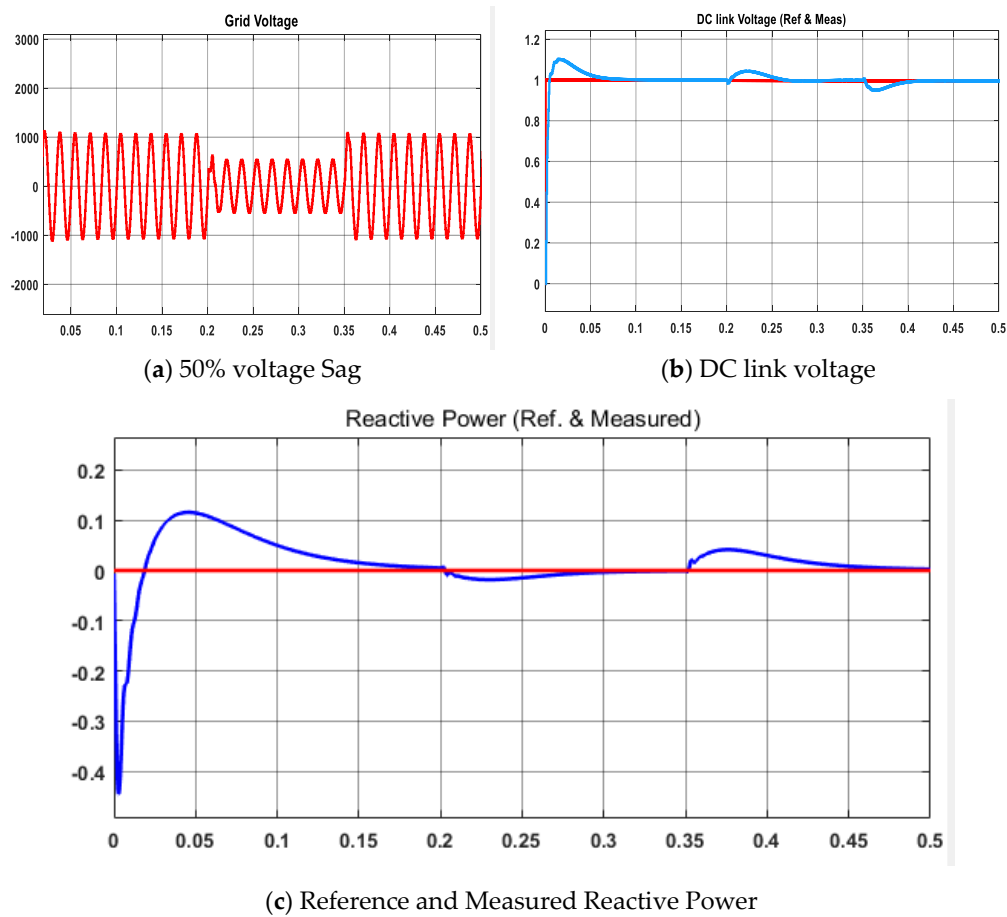 Grid Voltage
3000
2000
1000
0
-1000
-2000
0.05 0.1 0.15 0.2 0.25 0.3 0.35 0.4 0.45 0.5
DC link Voltage (Ref & Meas)
1.2
1
0.8
0.6
0.4
0.2
0
0 0.05 0.1 0.15 0.2 0.25 0.3 0.35 0.4 0.45 0.5
(a) 50% voltage Sag
(b) DC link voltage
Reactive Power (Ref. & Measured)
0.2
0.1
0
-0.1
-0.2
-0.3
-0.4
0 0.05 0.1 0.15 0.2 0.25 0.3 0.35 0.4 0.45 0.5
(c) Reference and Measured Reactive Power